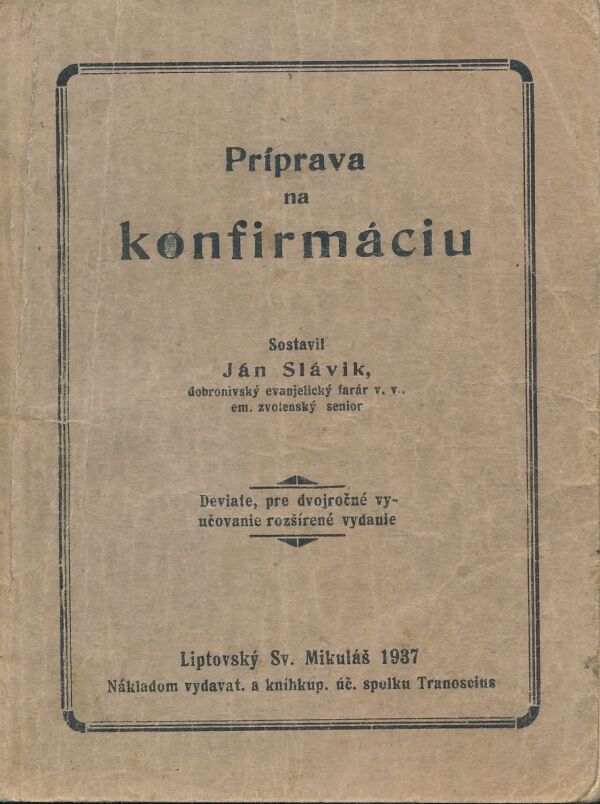 Príprava
na
konfirmáciu
Sostavil
Ján Slávik,
dobronivský evanjelický farár v. v.,
em. zvolenský senior
Deviate, pre dvojročné vy-
učovanie rozšírené vydanie
Liptovský Sv. Mikuláš 1937
Nákladom vydavat. a kníhkup. úč. spolku Tranoscius